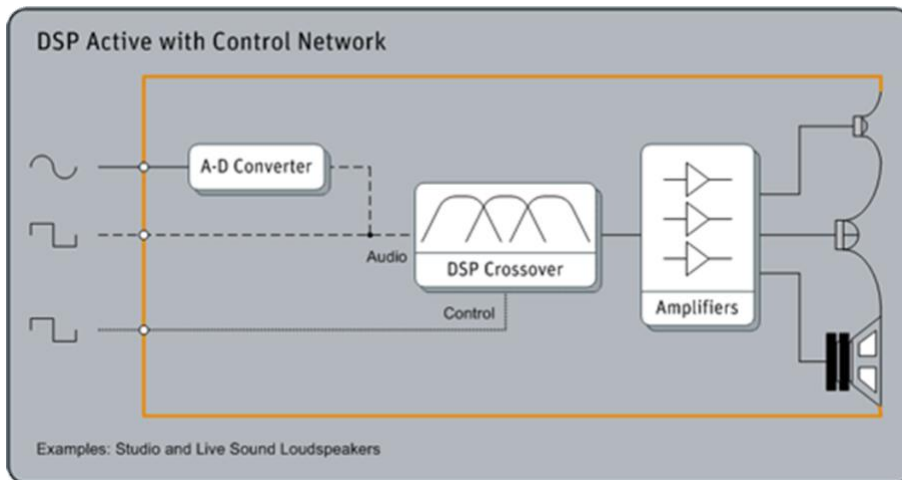 DSP Active with Control Network
A-D Converter
Audio
DSP Crossover
Control
Amplifiers
Examples: Studio and Live Sound Loudspeakers